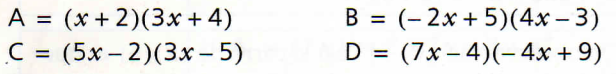 A = (x + 2)(3x + 4) B = (– 2x + 5)(4x – 3)
C = (5x – 2)(3x – 5) D = (7x – 4)(– 4x + 9)